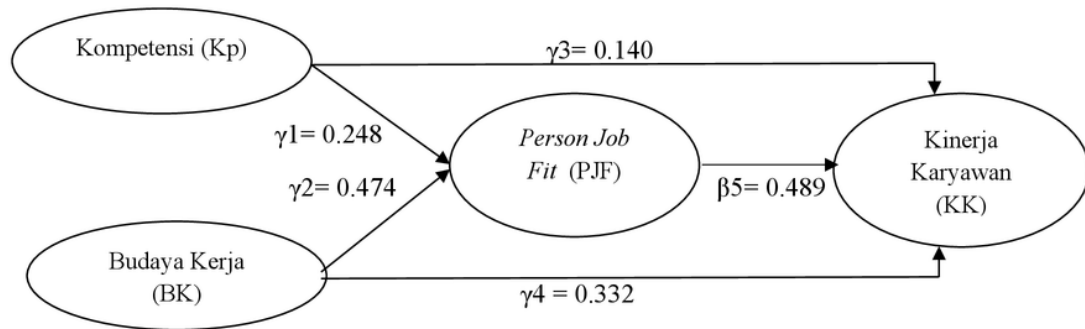 Kompetensi (Kp)
γ3= 0.140
γ1= 0.248
Person Job
Fit (PJF)
Kinerja
Karyawan
(KK)
γ2= 0.474
β5= 0.489
Budaya Kerja
(BK)
γ4 = 0.332